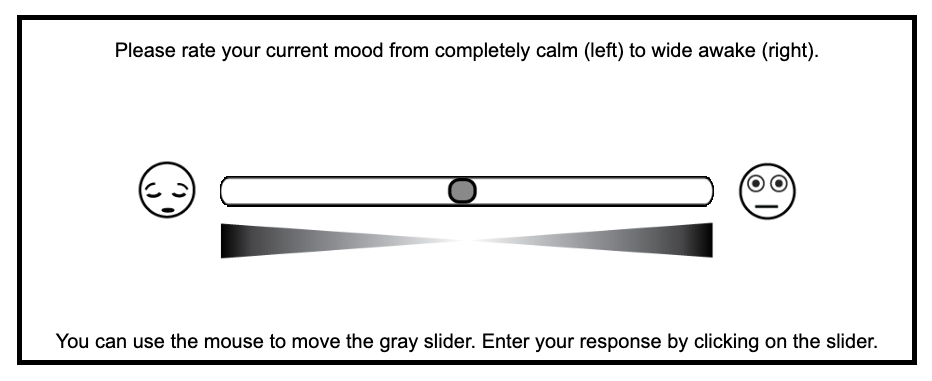 Please rate your current mood from completely calm (left) to wide awake (right).
You can use the mouse to move the gray slider. Enter your response by clicking on the slider.